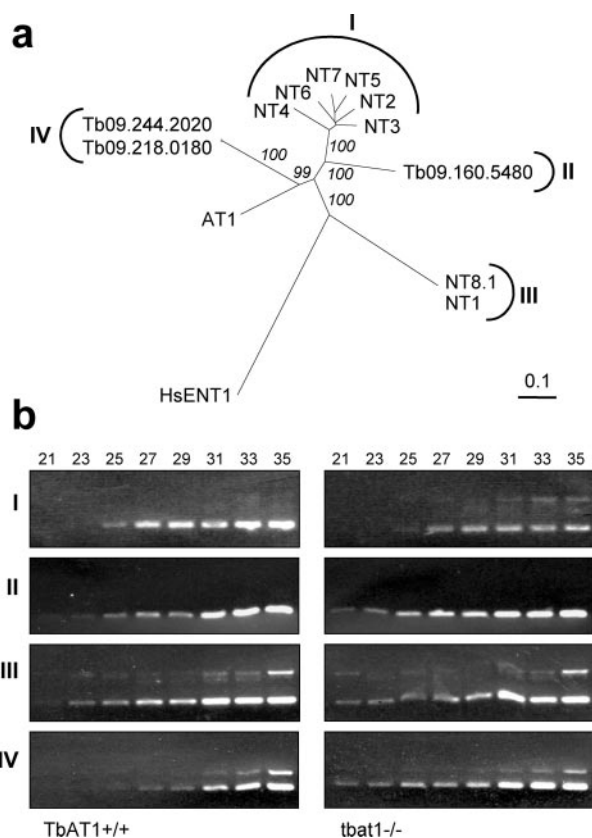 a
I
NT7
NT5
NT6
NT2
NT4
NT3
IV
Tb09.244.2020
Tb09.218.0180
100
100
99
100
Tb09.160.5480
II
AT1
100
NT8.1
NT1
III
HsENT1
0.1
b
21 23 25 27 29 31 33 35
21 23 25 27 29 31 33 35
I
II
III
IV
TbAT1+/+
tbat1-/-